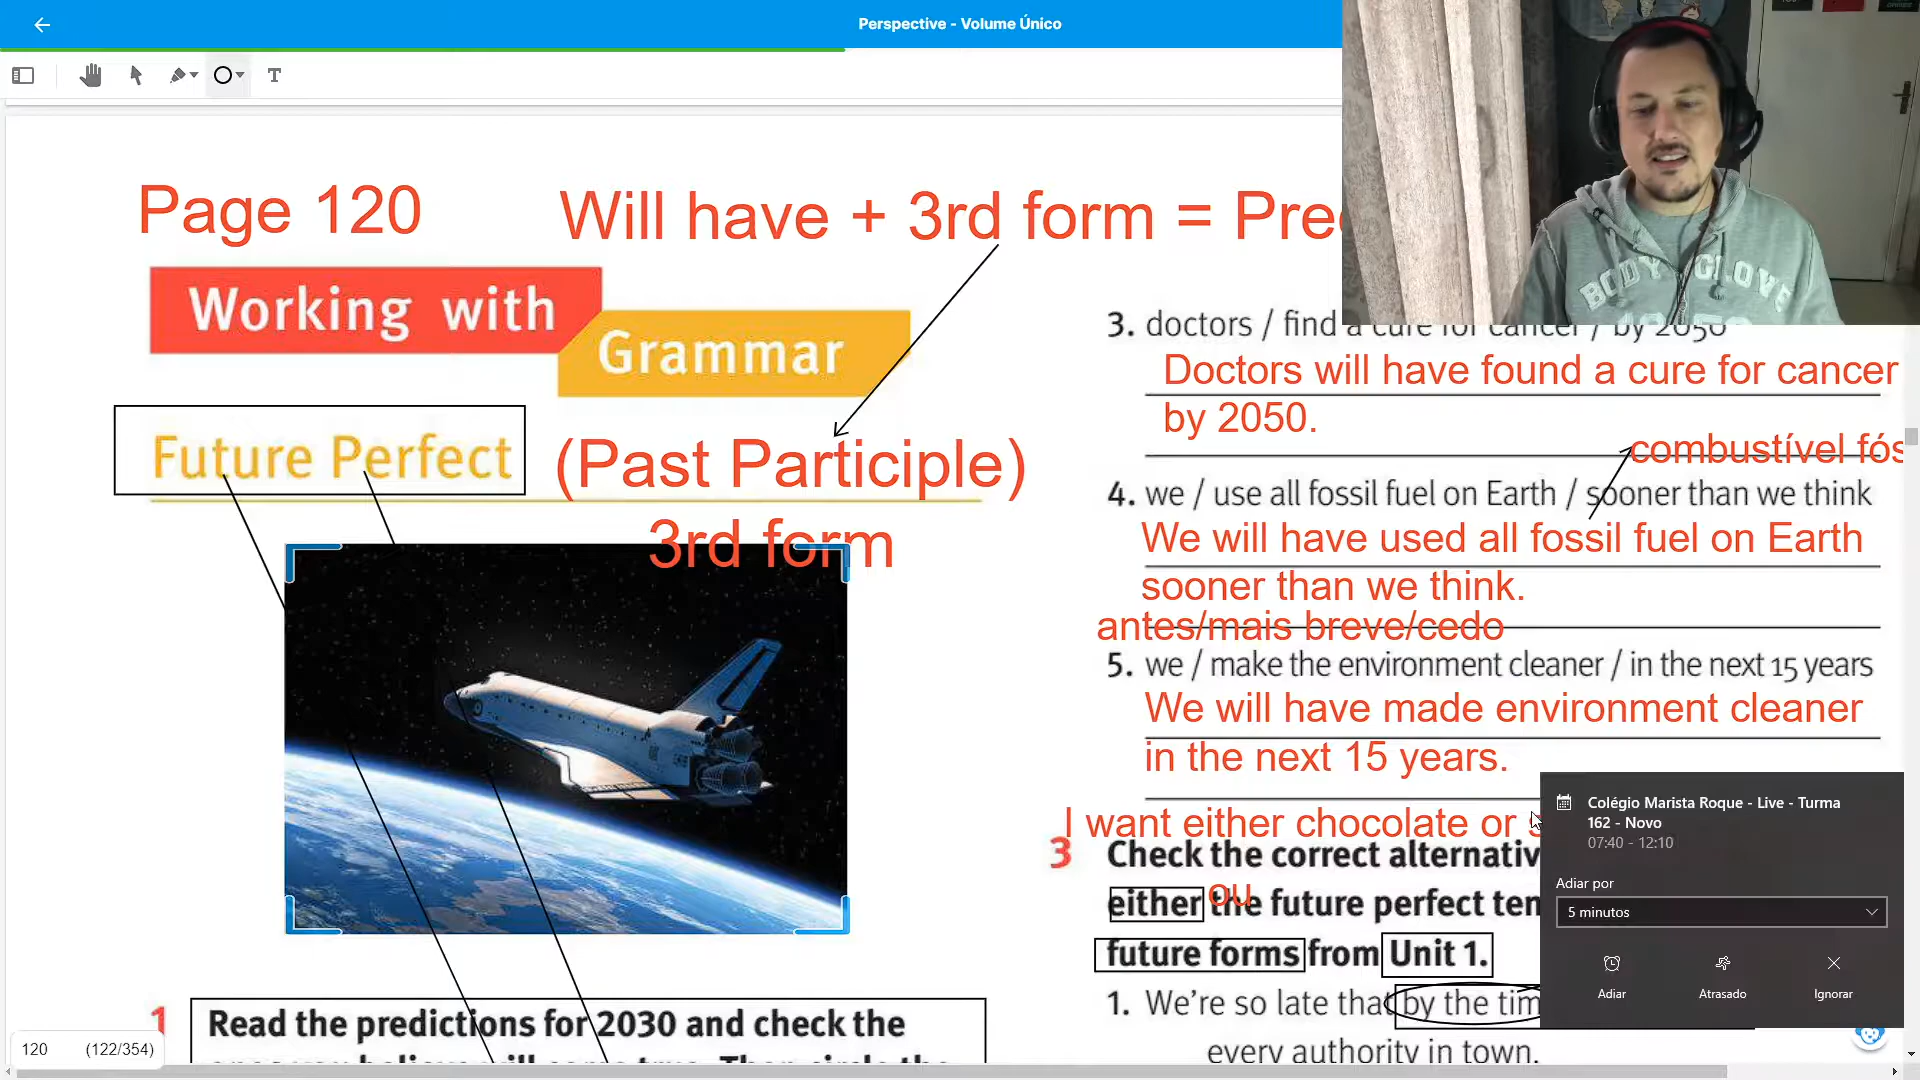 Perspective - Volume Único
T
Page 120
Will have + 3rd form =
Working with
Grammar
Future Perfect
(Past Participle)
3rd form
1 Read the predictions for 2030 and check the
120 (122/354)
BODY GLOVE
3. doctors / find a cure for cancer / by 2050
Doctors will have found a cure for cancer
by 2050.
combustível
4. we / use all fossil fuel on Earth / sooner than we think
We will have used all fossil fuel on Earth
sooner than we think.
antes/mais breve/cedo
5. we / make the environment cleaner / in the next 15 years
We will have made environment cleaner
in the next 15 years.
I want either chocolate or
3 Check the correct
ou
either the future perfect
future forms from Unit 1.
1. We're so late that by the
every authority in town.
Colégio Marista Roque - Live - Turma
162 - Novo
07:40 - 12:10
Adiar por
5 minutos
Adiar Atrasado Ignorar